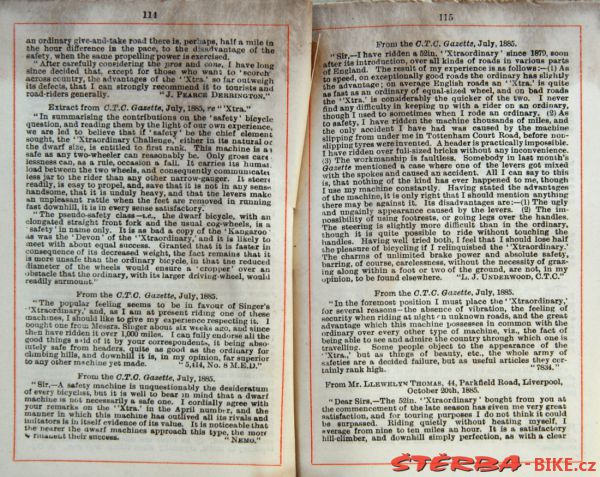 114
an ordinary give-and-take road there is, perhaps, half a mile in
the hour difference in the pace, to the disadvantage of the
safety, when the same propelling power is exercised.
"After carefully considering the pros and cons, I have long
since decided that, except for those who want to 'scorch'
across country, the advantages of the ''Xtra.' so far outweigh
its defects, that I can strongly recommend it to tourists and
road-riders generally. "J. PEARCE DERRINGTON."
Extract from C.T.C. Gazette, July, 1885, re "'Xtra."
"In summarising the contributions on the 'safety' bicycle
question, and reading them by the light of our own experience,
we are led to believe that if 'safety' be the chief element
sought, the 'Xtraordinary Challenge, either in its natural or
the dwarf size, is entitled to first rank. This machine is as
safe as any two-wheeler can reasonably be. Only gross care-
lessness can, as a rule, occasion a fall. It carries its human
load between the two wheels, and consequently communicates
less jar to the rider than any other narrow-gauger. It steers
readily, is easy to propel, and, save that it is not in any sense
handsome, that it is unduly heavy, and that the levers make
an unpleasant rattle when the feet are removed in running
fast downhill, it is in every sense satisfactory.
"The pseudo-safety class—i.e., the dwarf bicycle, with an
elongated straight front fork and the usual cog-wheels, is a
'safety' in name only. It is as bad a copy of the 'Kangaroo'
as was the 'Devon' of the 'Xtraordinary,' and it is likely to
meet with about equal success. Granted that it is faster in
consequence of its decreased weight, the fact remains that it
is more unsafe than the ordinary bicycle, in that the reduced
diameter of the wheels would ensure a 'cropper' over an
obstacle that the ordinary, with its larger driving-wheel, would
readily surmount."
From the C.T.C. Gazette, July, 1885.
"The popular feeling seems to be in favour of Singer's
''Xtraordinary,' and, as I am at present riding one of these
machines, I should like to give my experience respecting it. I
bought one from Messrs. Singer about six weeks ago, and since
then have ridden it over 1,000 miles. I can fully endorse all the
good things said of it by your correspondents, it being abso-
lutely safe from headers, quite as good as the ordinary for
climbing hills, and downhill it is, in my opinion, far superior
to any other machine yet made. "5,414, No. 8 M.E.D."
From the C.T.C. Gazette, July, 1885.
"Sir,—A safety machine is unquestionably the desideratum
of every bicyclist, but it is well to bear in mind that a dwarf
machine is not necessarily a safe one. I cordially agree with
your remarks on the ''Xtra.' in the April number, and the
manner in which this machine has outlived all its rivals and
imitators is in itself evidence of its value. It is noticeable that
the nearer the dwarf machines approach this type, the more
permanent their success. "NEMO."
115
From the C.T.C. Gazette, July, 1885.
"Sir,—I have ridden a 52in. ''Xtraordinary' since 1879, soon
after its introduction, over all kinds of roads in various parts
of England. The result of my experience is as follows:—(1) As
to speed, on exceptionally good roads the ordinary has slightly
the advantage; on average English roads an ''Xtra.' is quite
as fast as an ordinary of equal-sized wheel, and on bad roads
the ''Xtra.' is considerably the quicker of the two. I never
find any difficulty in keeping up with a rider on an ordinary,
though I used to sometimes when I rode an ordinary. (2) As
to safety, I have ridden the machine thousands of miles, and
the only accident I have had was caused by the machine
slipping from under me in Tottenham Court Road, before non-
slipping tyres were invented. A header is practically impossible.
I have ridden over full-sized bricks without any inconvenience.
(3) The workmanship is faultless. Somebody in last month's
Gazette mentioned a case where one of the levers got mixed
with the spokes and caused an accident. All I can say to this
is, that nothing of the kind has ever happened to me, though
I use my machine constantly. Having stated the advantages
of the machine, it is only right that I should mention anything
there may be against it. Its disadvantages are:—(1) The ugly
and ungainly appearance caused by the levers. (2) The im-
possibility of using footrests, or going legs over the handles.
The steering is slightly more difficult than in the ordinary,
though it is quite possible to ride without touching the
handles. Having well tried both, I feel that I should lose half
the pleasure of bicycling if I relinquished the ''Xtraordinary.'
The charms of unlimited brake power and absolute safety,
barring, of course, carelessness, without the necessity of gras-
ing along within a foot or two of the ground, are not, in my
opinion, to be found elsewhere. "L. J. UNDERWOOD, C.T.C."
From the C.T.C. Gazette, July, 1885.
"In the foremost position I must place the ''Xtraordinary,'
for several reasons—the absence of vibration, the feeling of
security when riding at night on unknown roads, and the great
advantage which this machine possesses in common with the
ordinary over every other type of machine, viz., the fact of
being able to see and admire the country through which one is
travelling. Some people object to the appearance of the
''Xtra.,' but as things of beauty, etc., the whole army of
safeties are a decided failure, but as useful articles they cer-
tainly rank high. "7834."
From Mr. LLEWELYN THOMAS, 44, Parkfield Road, Liverpool,
October 20th, 1885.
"Dear Sirs,—The 52in. ''Xtraordinary' bought from you at
the commencement of the late season has given me very great
satisfaction, and for touring purposes I do not think it could
be surpassed. Riding quietly without heating myself, I
average from nine to ten miles an hour. It is a satisfactory
hill-climber, and downhill simply perfection, as with a clear
ŠTĚRBA-BIKE.cz